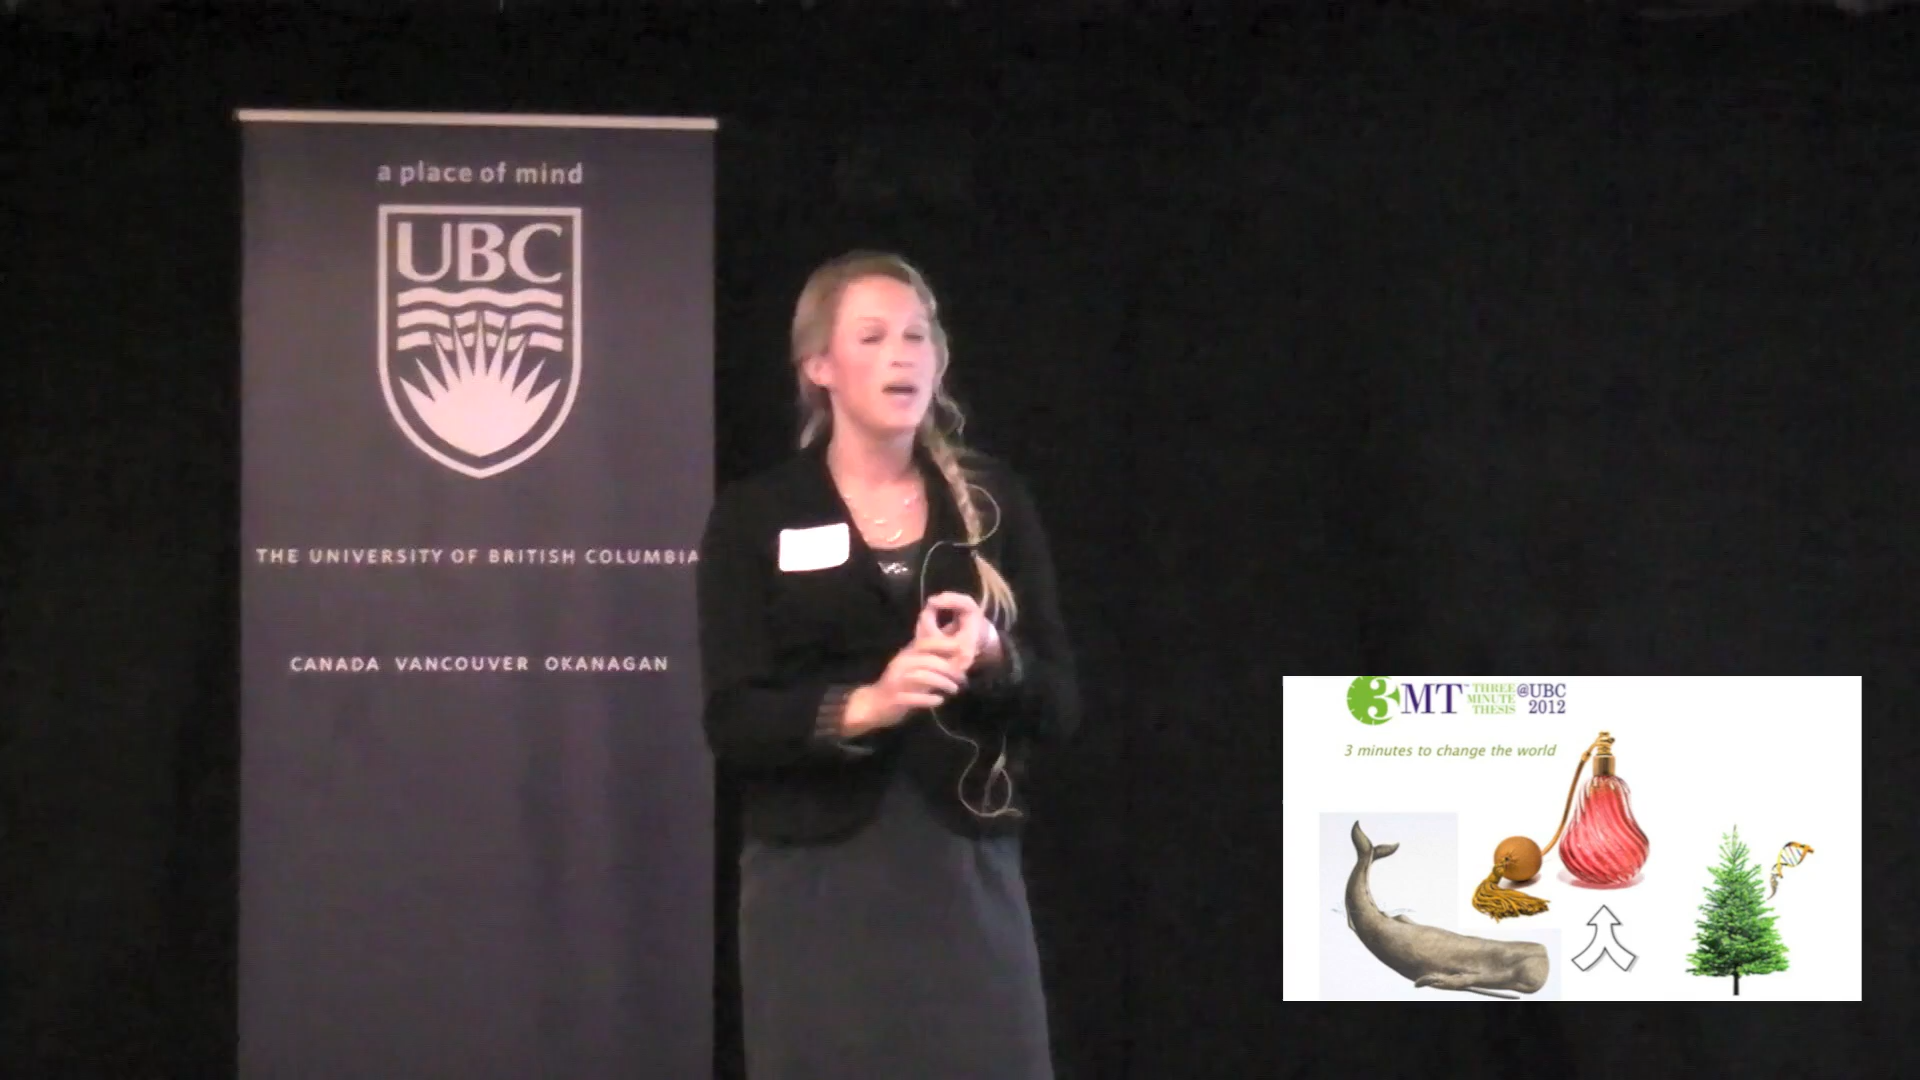 a place of mind
UBC
THE UNIVERSITY OF BRITISH COLUMBIA
CANADA VANCOUVER OKANAGAN
3MT™ THREE MINUTE THESIS @UBC 2012
3 minutes to change the world